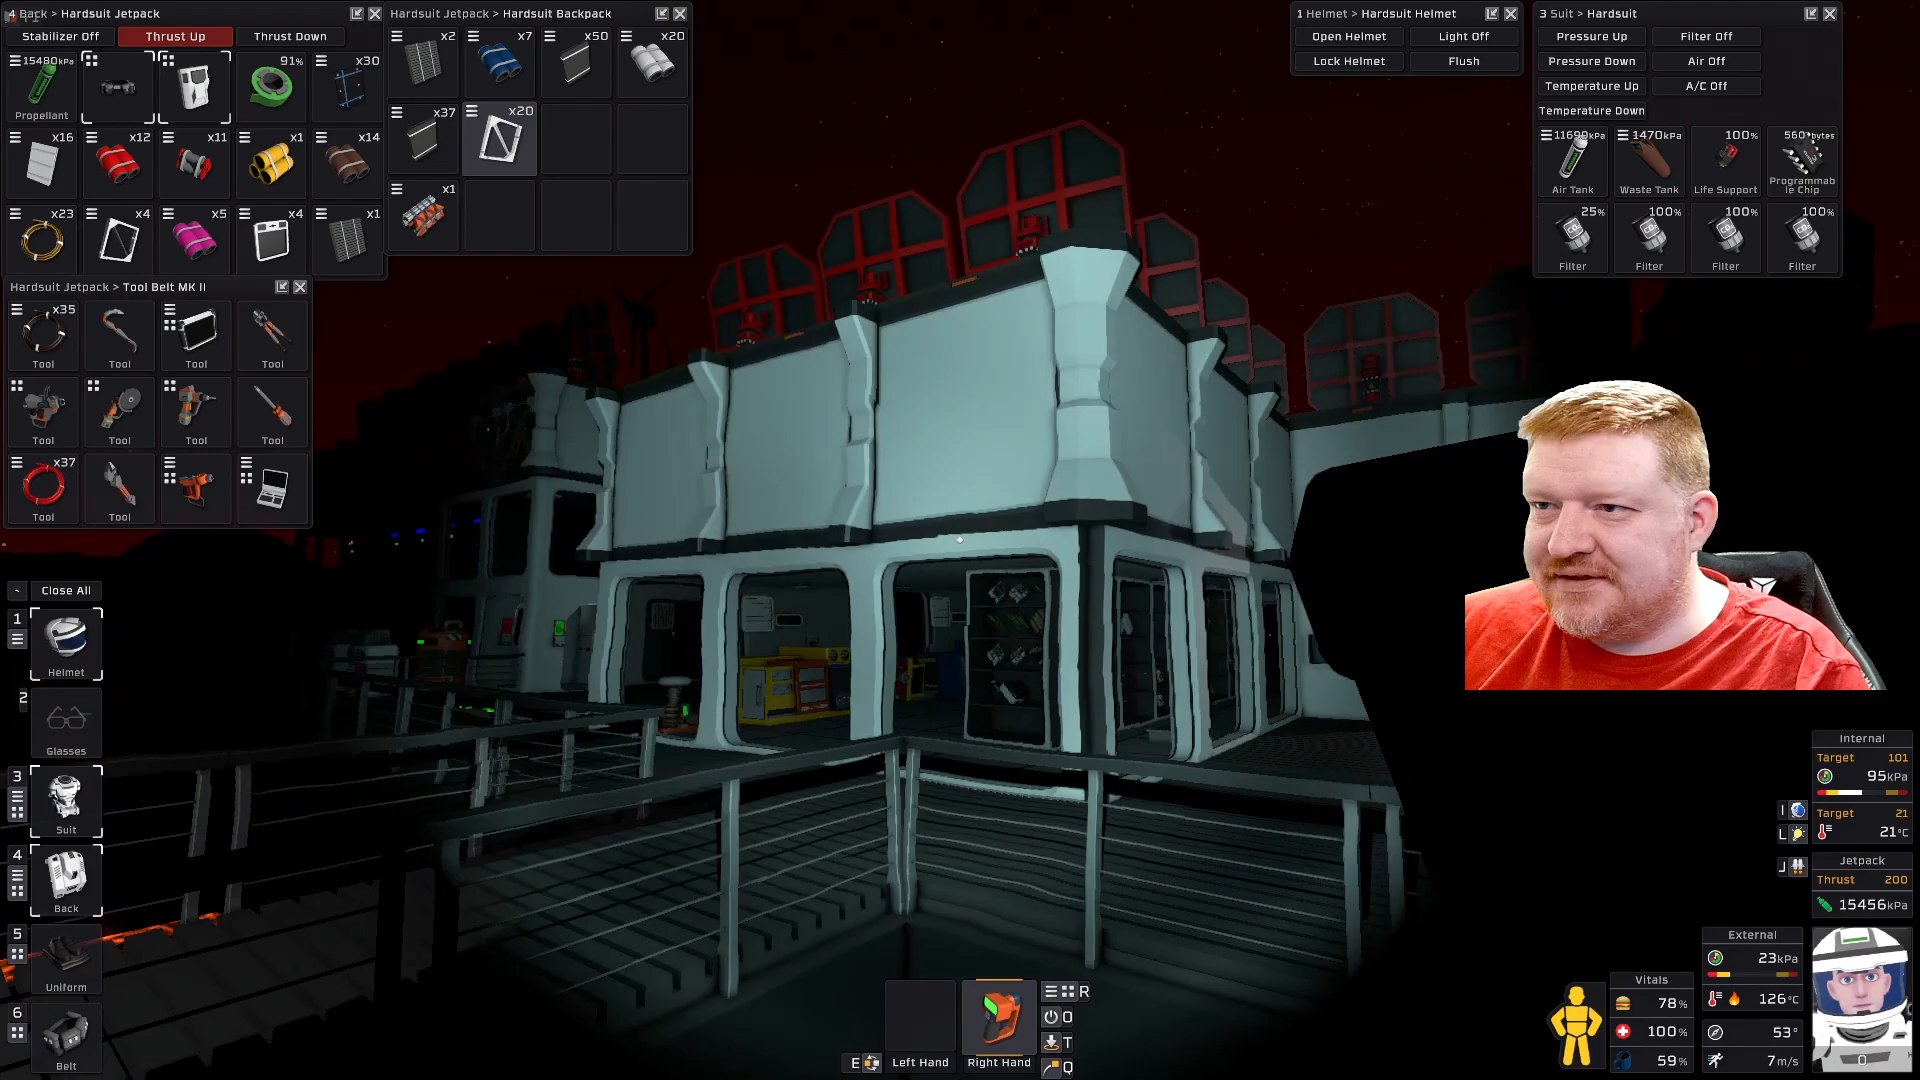 4 Back > Hardsuit Jetpack
Stabilizer Off
Thrust Up
Thrust Down
15480kPa
Propellant
91%
x30
x16
x12
x11
x1
x14
x23
x4
x5
x4
x1
Hardsuit Jetpack > Hardsuit Backpack
x2
x7
x50
x20
x37
x20
x1
Hardsuit Jetpack > Tool Belt MK II
x35
Tool
Tool
Tool
Tool
Tool
Tool
Tool
Tool
x37
Tool
Tool
1 Helmet > Hardsuit Helmet
Open Helmet
Light Off
Lock Helmet
Flush
3 Suit > Hardsuit
Pressure Up
Filter Off
Pressure Down
Air Off
Temperature Up
A/C Off
Temperature Down
11699kPa
Air Tank
1470kPa
Waste Tank
100%
Life Support
560 bytes
Programmab
le Chip
25%
Filter
100%
Filter
100%
Filter
100%
Filter
~ Close All
1
Helmet
2
Glasses
3
Suit
4
Back
5
Uniform
6
Belt
E
Left Hand
Right Hand
R
O
T
Q
Internal
Target 101
95kPa
I
Target 21
L
21°C
J
Jetpack
Thrust 200
15456kPa
External
23kPa
126°C
53°
7m/s
Vitals
78%
100%
59%
0